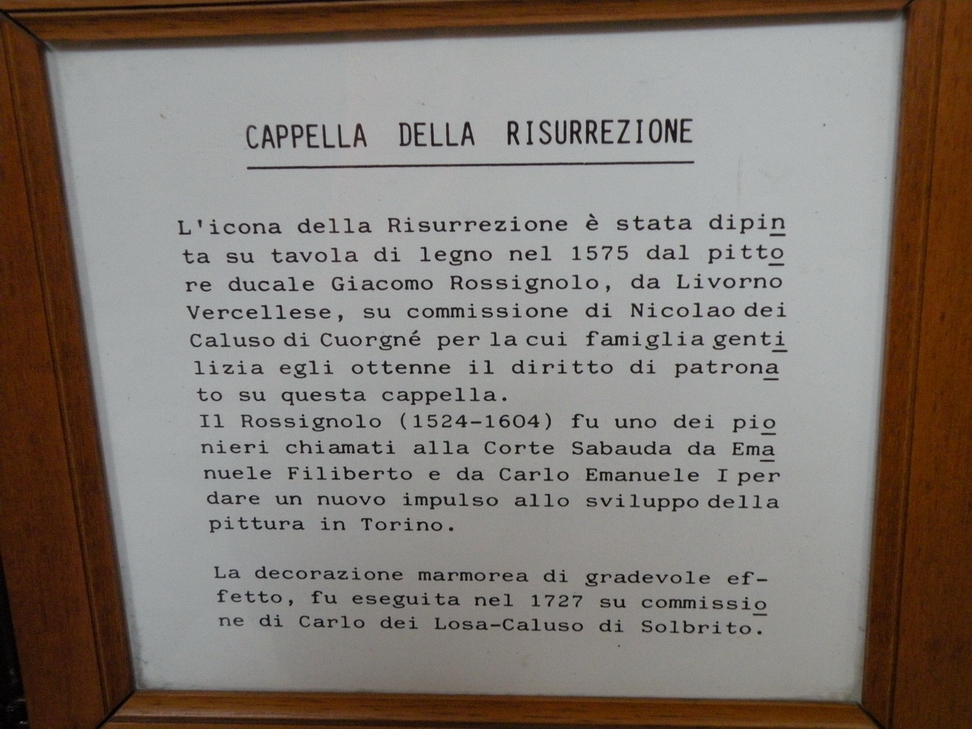 CAPPELLA DELLA RISURREZIONE
L'icona della Risurrezione è stata dipin
ta su tavola di legno nel 1575 dal pitto
re ducale Giacomo Rossignolo, da Livorno
Vercellese, su commissione di Nicolao dei
Caluso di Cuorgné per la cui famiglia genti
lizia egli ottenne il diritto di patrona
to su questa cappella.
Il Rossignolo (1524-1604) fu uno dei pio
nieri chiamati alla Corte Sabauda da Ema
nuele Filiberto e da Carlo Emanuele I per
dare un nuovo impulso allo sviluppo della
pittura in Torino.
La decorazione marmorea di gradevole ef-
fetto, fu eseguita nel 1727 su commissio
ne di Carlo dei Losa-Caluso di Solbrito.